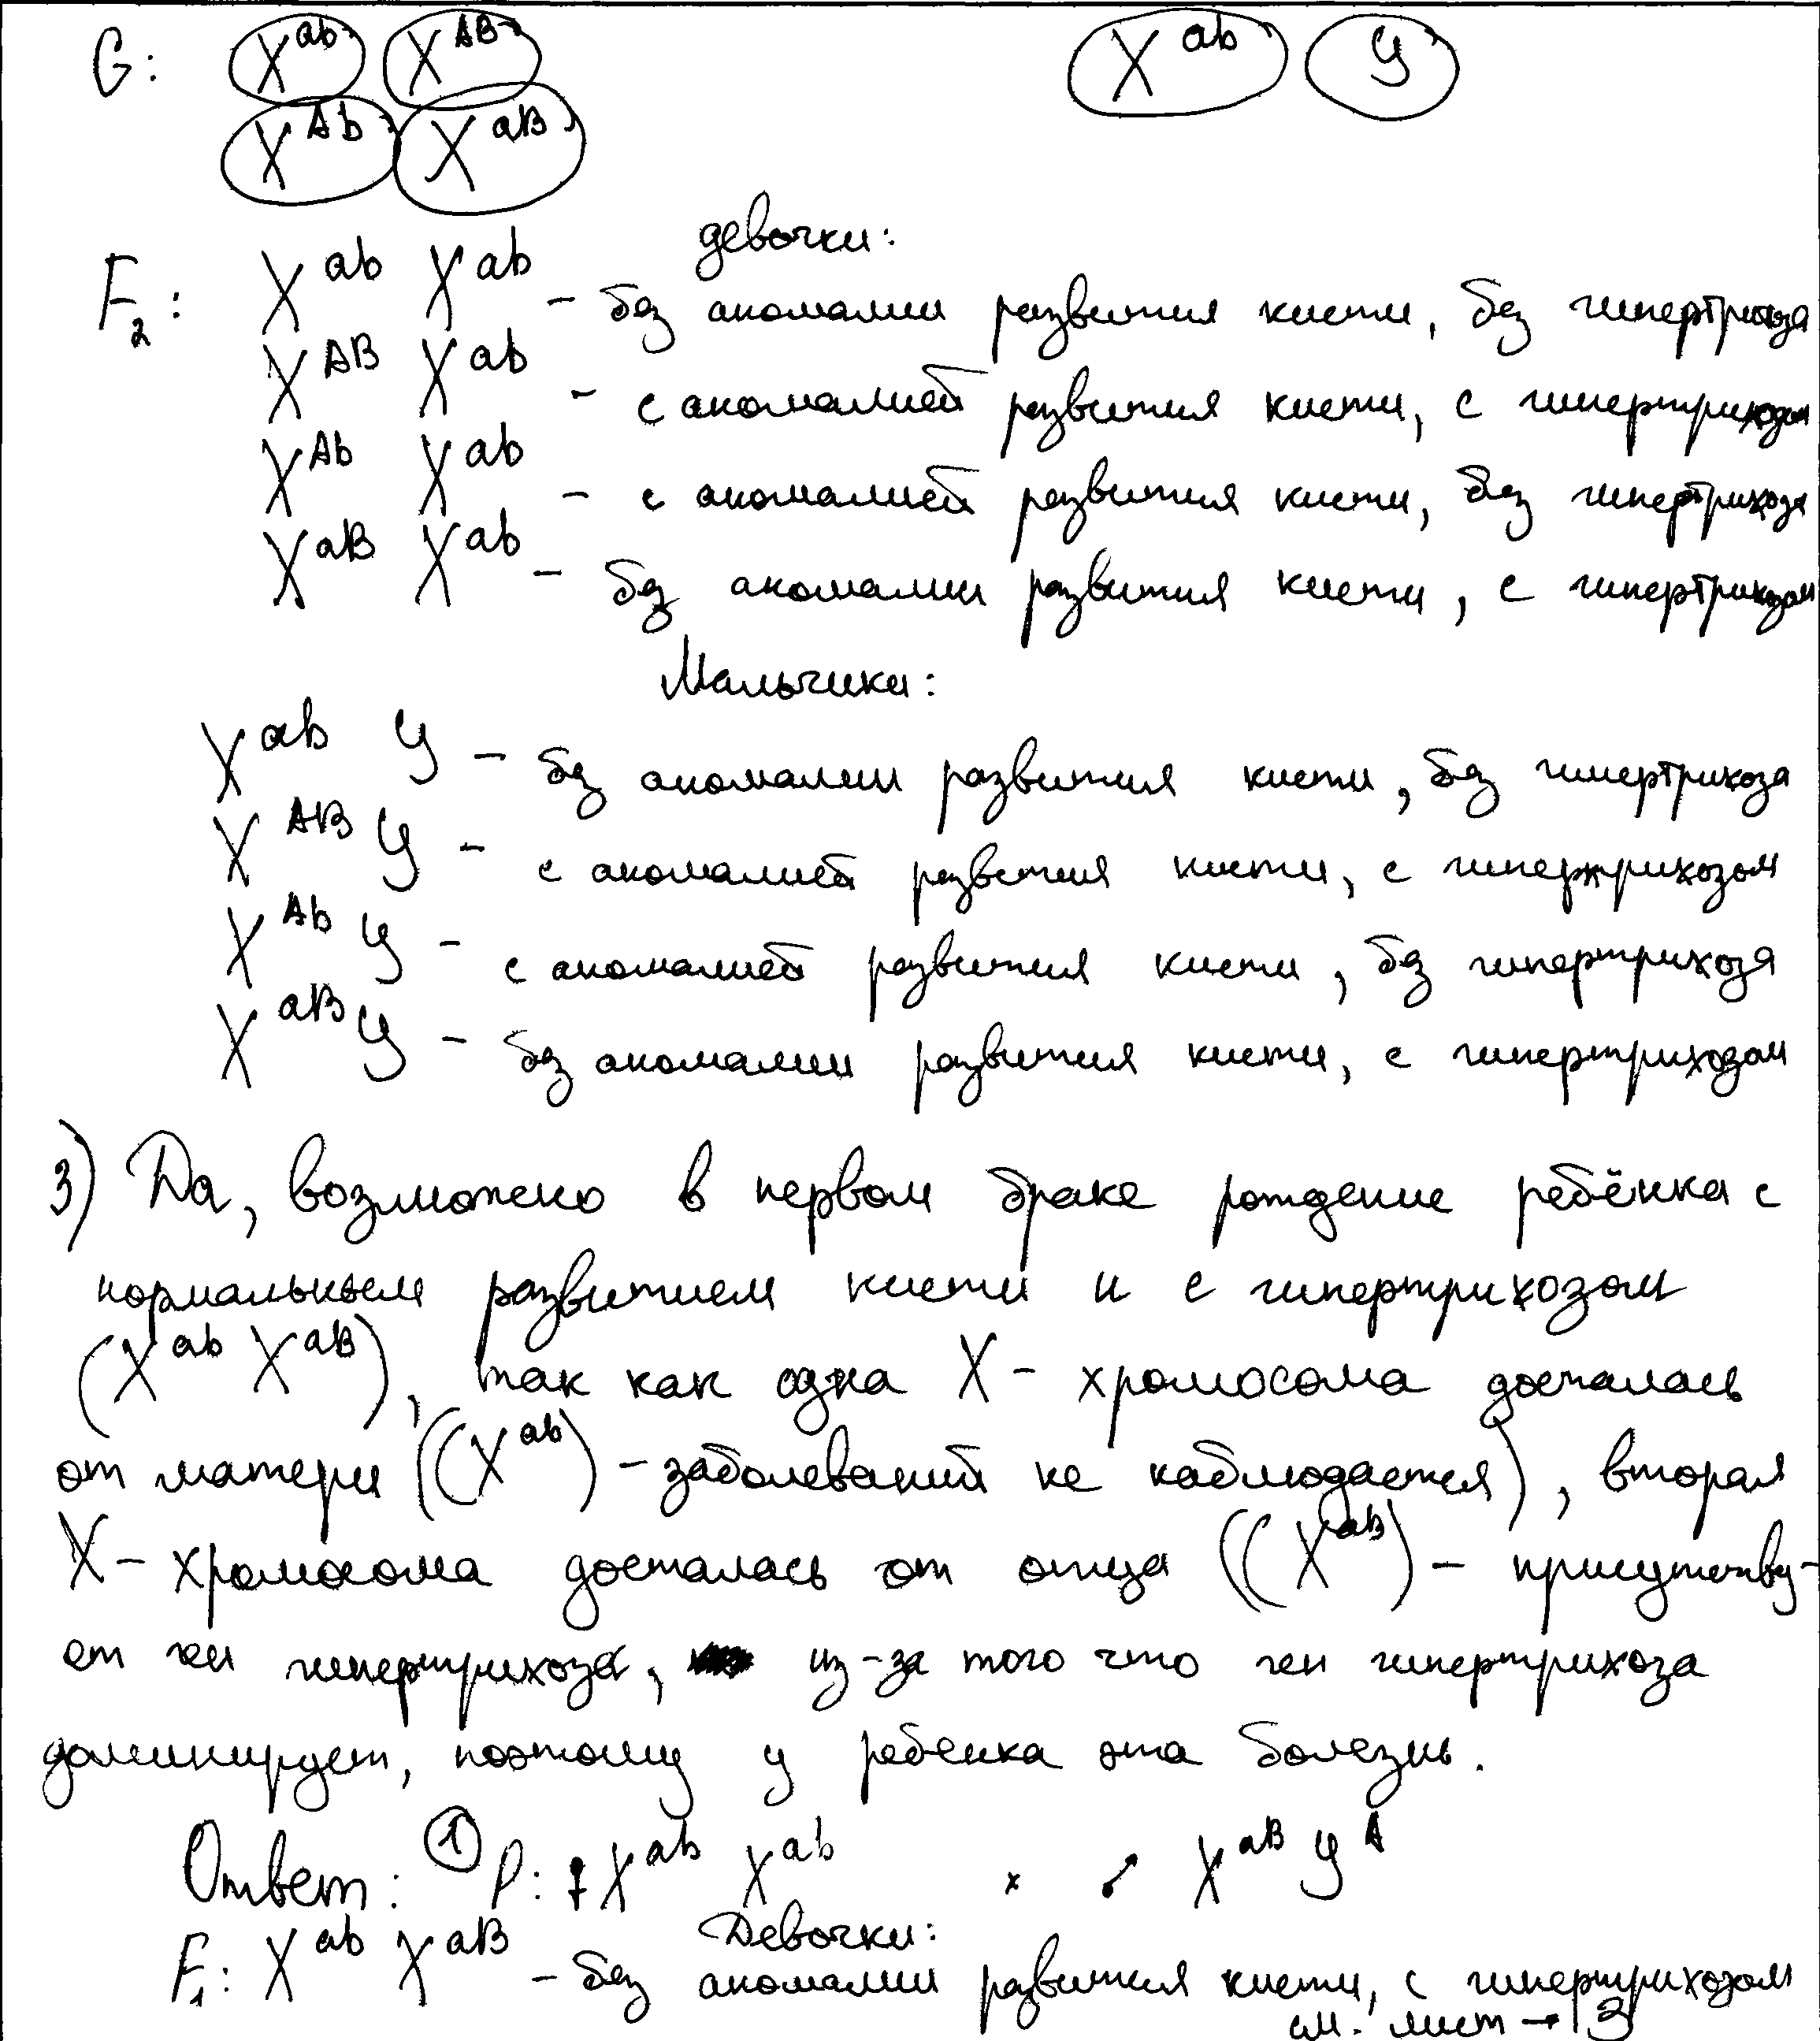 G: X^ab X^AB X^ab У
X^Ab X^aB
девочки:
F₂: X^ab X^ab – без аномалии развития кисти, без гипертрихоза
X^AB X^ab – с аномалией развития кисти, с гипертрихозом
X^Ab X^ab – с аномалией развития кисти, без гипертрихоза
X^aB X^ab – без аномалии развития кисти, с гипертрихозом
Мальчики:
X^ab У – без аномалии развития кисти, без гипертрихоза
X^AB У – с аномалией развития кисти, с гипертрихозом
X^Ab У – с аномалией развития кисти, без гипертрихоза
X^aB У – без аномалии развития кисти, с гипертрихозом
3) Да, возможно в первом браке рождение ребёнка с
нормальным развитием кисти и с гипертрихозом
(X^ab X^aB), так как одна X – хромосома досталась
от матери ((X^ab) – заболеваний не наблюдается), вторая
X – хромосома досталась от отца ((X^ab) – присутству-
ет ген гипертрихоза, из-за того что ген гипертрихоза
доминирует, поэтому у ребенка эта болезнь.
Ответ: ① P: ♀ X^ab X^ab × ♂ X^aB У^A
Девочки:
F₁: X^ab X^aB – без аномалии развития кисти, с гипертрихозом
см. лист → 3